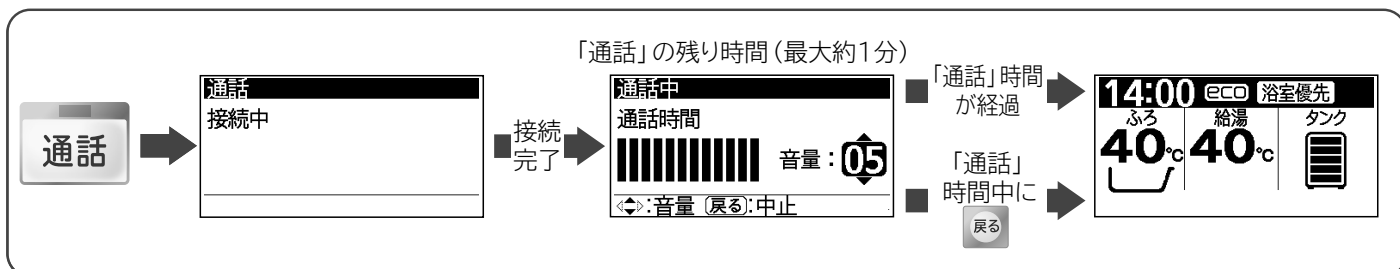 通話
通話
接続中
接続
完了
「通話」の残り時間(最大約1分)
通話中
通話時間
音量:05
:音量 戻る:中止
「通話」時間
が経過
「通話」
時間中に
戻る
14:00 eco 浴室優先
ふろ 給湯 タンク
40℃ 40℃